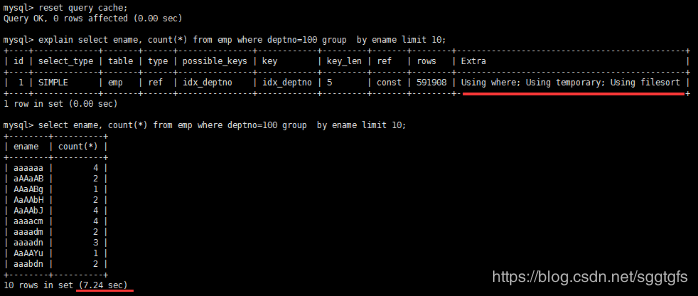 mysql> reset query cache;
Query OK, 0 rows affected (0.00 sec)
mysql> explain select ename, count(*) from emp where deptno=100 group  by ename limit 10;
+----+-------------+-------+------+---------------+------------+---------+-------+--------+----------------------------------------------+
| id | select_type | table | type | possible_keys | key        | key_len | ref   | rows   | Extra                                        |
+----+-------------+-------+------+---------------+------------+---------+-------+--------+----------------------------------------------+
|  1 | SIMPLE      | emp   | ref  | idx_deptno    | idx_deptno | 5       | const | 591908 | Using where; Using temporary; Using filesort |
+----+-------------+-------+------+---------------+------------+---------+-------+--------+----------------------------------------------+
1 row in set (0.00 sec)
mysql> select ename, count(*) from emp where deptno=100 group  by ename limit 10;
+--------+----------+
| ename  | count(*) |
+--------+----------+
| aaaaaa |        4 |
| aAAaAB |        2 |
| AAaABg |        1 |
| AaAAbH |        2 |
| AaAAbJ |        4 |
| aaaacm |        4 |
| aaaadm |        2 |
| aaaadn |        3 |
| AaAAYu |        1 |
| aaabdn |        2 |
+--------+----------+
10 rows in set (7.24 sec)
https://blog.csdn.net/sggtgfs